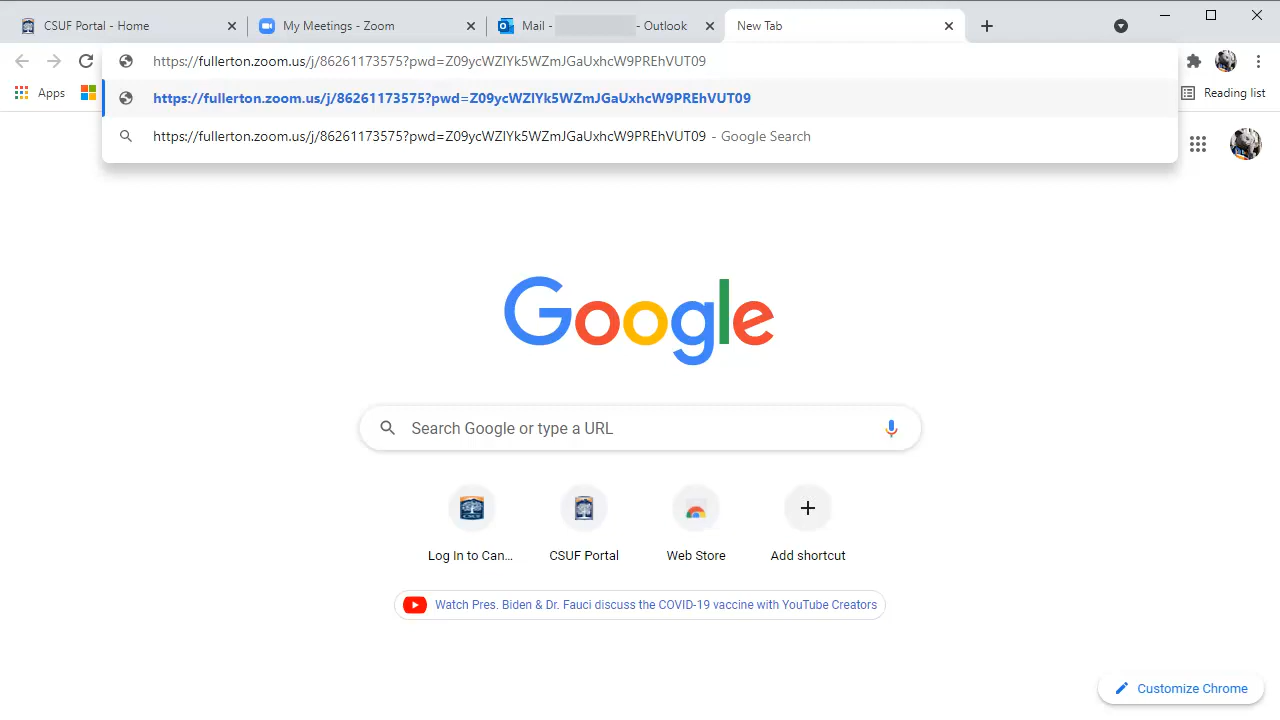 CSUF Portal - Home
My Meetings - Zoom
Mail - - Outlook
New Tab
https://fullerton.zoom.us/j/86261173575?pwd=Z09ycWZlYk5WZmJGaUxhcW9PREhVUT09
Apps
https://fullerton.zoom.us/j/86261173575?pwd=Z09ycWZlYk5WZmJGaUxhcW9PREhVUT09
Reading list
https://fullerton.zoom.us/j/86261173575?pwd=Z09ycWZlYk5WZmJGaUxhcW9PREhVUT09 - Google Search
Google
Search Google or type a URL
Log In to Can...
CSUF Portal
Web Store
Add shortcut
Watch Pres. Biden & Dr. Fauci discuss the COVID-19 vaccine with YouTube Creators
Customize Chrome